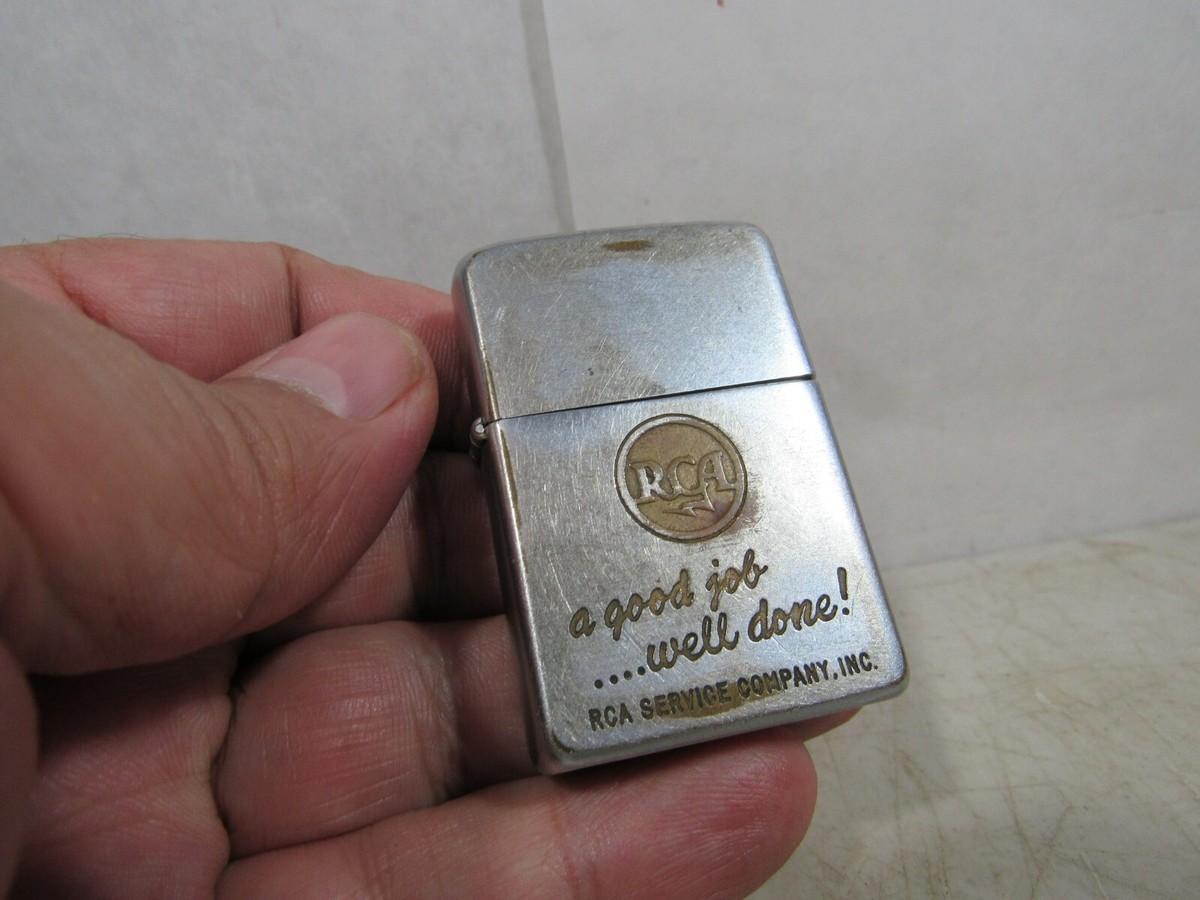 RCA
a good job
....well done!
RCA SERVICE COMPANY, INC.